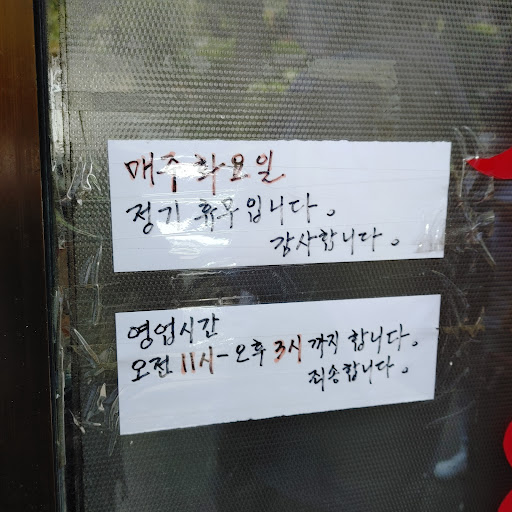 매주 화요일
정기 휴무입니다.
감사합니다.
영업시간
오전 11시-오후 3시까지 합니다.
죄송합니다.